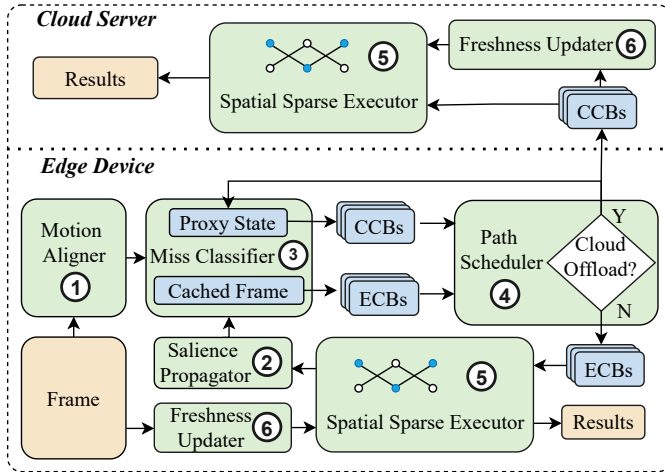 Cloud Server
Results
5
Spatial Sparse Executor
Freshness Updater 6
CCBs
Edge Device
Motion
Aligner
1
Proxy State
Miss Classifier 3
Cached Frame
CCBs
ECBs
Path
Scheduler
4
Y
Cloud
Offload?
N
ECBs
Frame
Salience
Propagator
2
Freshness
Updater
6
5
Spatial Sparse Executor
Results